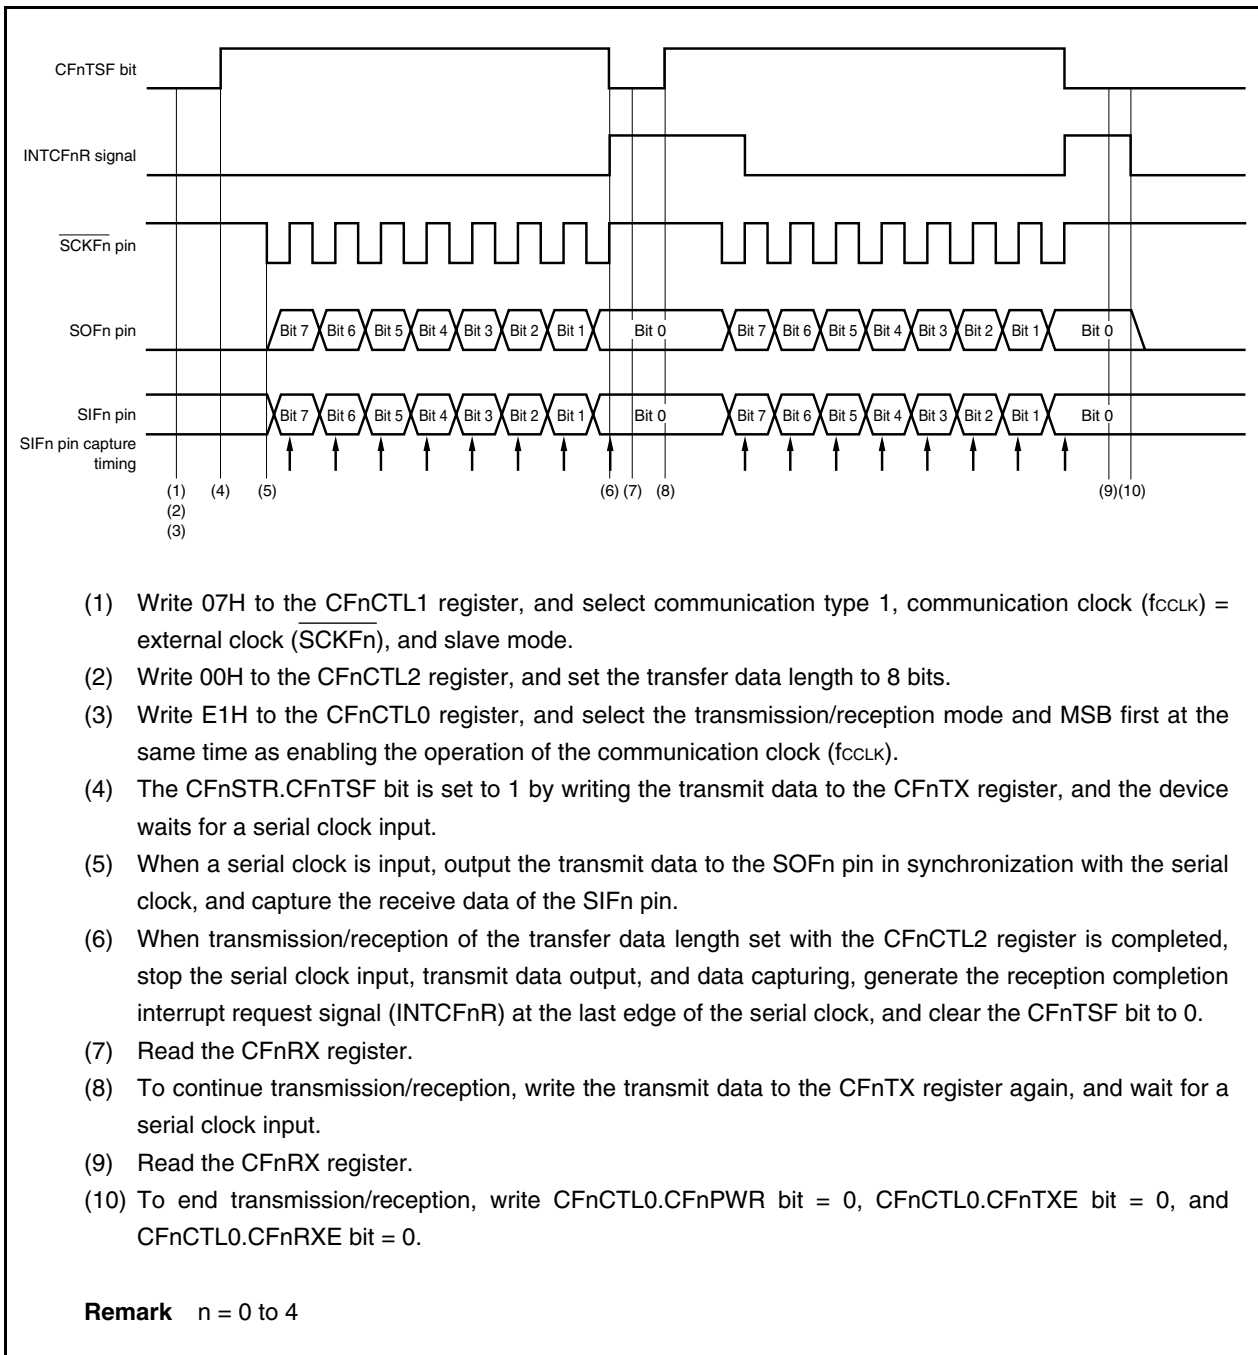 CFnTSF bit
INTCFnR signal
SCKFn pin
SOFn pin
Bit 7 Bit 6 Bit 5 Bit 4 Bit 3 Bit 2 Bit 1 Bit 0 Bit 7 Bit 6 Bit 5 Bit 4 Bit 3 Bit 2 Bit 1 Bit 0
SIFn pin
Bit 7 Bit 6 Bit 5 Bit 4 Bit 3 Bit 2 Bit 1 Bit 0 Bit 7 Bit 6 Bit 5 Bit 4 Bit 3 Bit 2 Bit 1 Bit 0
SIFn pin capture
timing
(1) (4) (5) (6) (7) (8) (9) (10)
(2)
(3)
(1) Write 07H to the CFnCTL1 register, and select communication type 1, communication clock (fCCLK) =
external clock (SCKFn), and slave mode.
(2) Write 00H to the CFnCTL2 register, and set the transfer data length to 8 bits.
(3) Write E1H to the CFnCTL0 register, and select the transmission/reception mode and MSB first at the
same time as enabling the operation of the communication clock (fCCLK).
(4) The CFnSTR.CFnTSF bit is set to 1 by writing the transmit data to the CFnTX register, and the device
waits for a serial clock input.
(5) When a serial clock is input, output the transmit data to the SOFn pin in synchronization with the serial
clock, and capture the receive data of the SIFn pin.
(6) When transmission/reception of the transfer data length set with the CFnCTL2 register is completed,
stop the serial clock input, transmit data output, and data capturing, generate the reception completion
interrupt request signal (INTCFnR) at the last edge of the serial clock, and clear the CFnTSF bit to 0.
(7) Read the CFnRX register.
(8) To continue transmission/reception, write the transmit data to the CFnTX register again, and wait for a
serial clock input.
(9) Read the CFnRX register.
(10) To end transmission/reception, write CFnCTL0.CFnPWR bit = 0, CFnCTL0.CFnTXE bit = 0, and
CFnCTL0.CFnRXE bit = 0.
Remark n = 0 to 4